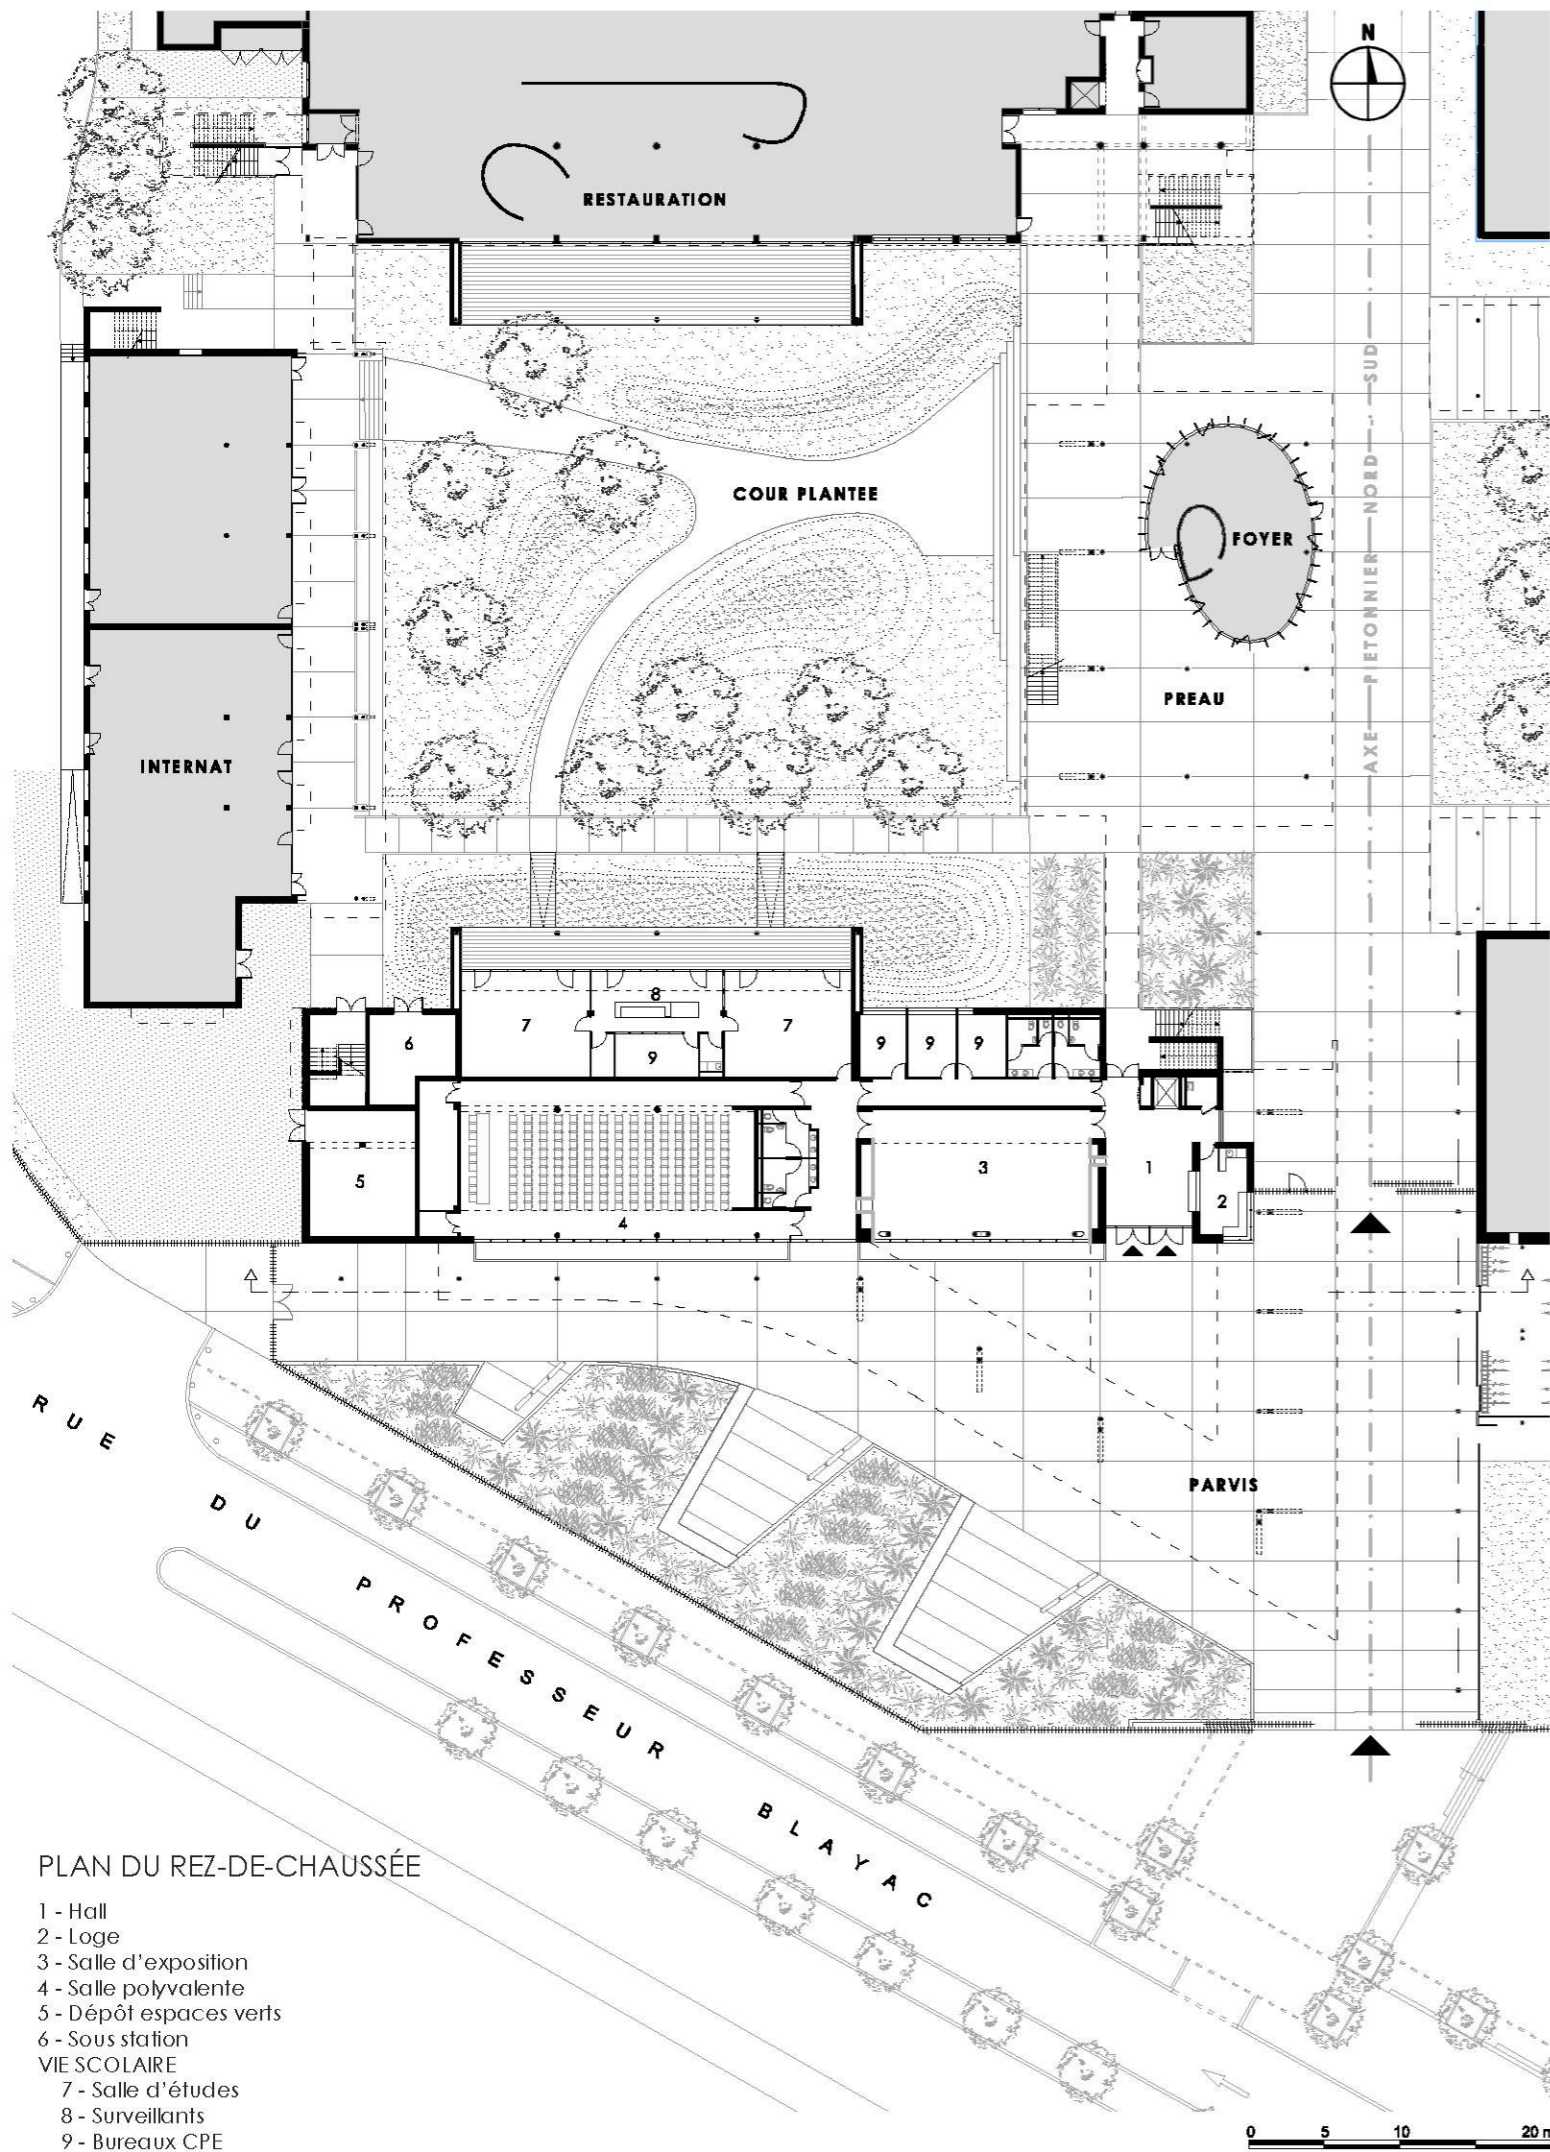 N
RESTAURATION
AXE PIETONNIER NORD - SUD
COUR PLANTEE
FOYER
PREAU
INTERNAT
8
7
7
6
9
9
9
9
5
4
3
1
2
PARVIS
RUE DU PROFESSEUR BLAYAC
PLAN DU REZ-DE-CHAUSSÉE
1 - Hall
2 - Loge
3 - Salle d'exposition
4 - Salle polyvalente
5 - Dépôt espaces verts
6 - Sous station
VIE SCOLAIRE
7 - Salle d'études
8 - Surveillants
9 - Bureaux CPE
0 5 10 20 m